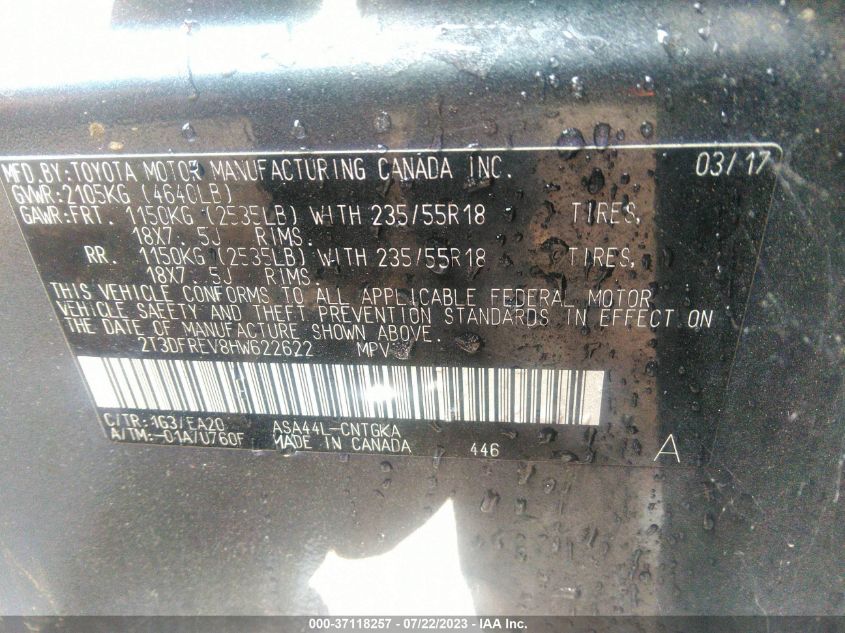 MFD.BY:TOYOTA MOTOR MANUFACTURING CANADA INC. 03/17
GVWR:2105KG (4640LB)
GAWR:FRT. 1150KG (2535LB) WITH 235/55R18 TIRES,
18X7.5J RIMS.
RR. 1150KG (2535LB) WITH 235/55R18 TIRES,
18X7.5J RIMS.
THIS VEHICLE CONFORMS TO ALL APPLICABLE FEDERAL MOTOR
VEHICLE SAFETY AND THEFT PREVENTION STANDARDS IN EFFECT ON
THE DATE OF MANUFACTURE SHOWN ABOVE.
2T3DFREV8HW622622 MPV
C/TR:1G3/EA20 ASA44L-CNTGKA
A/TM:-01A/U760F MADE IN CANADA 446 A
000-37118257 - 07/22/2023 - IAA Inc.